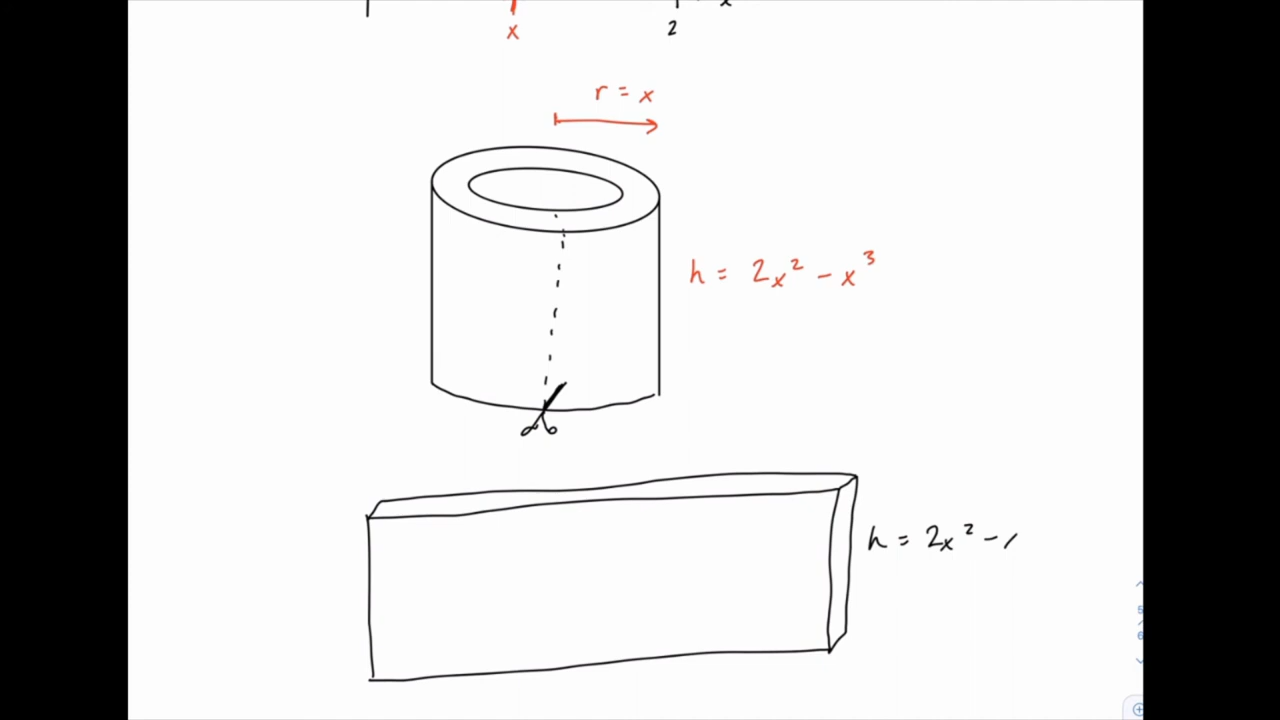 x
x
2
r = x
h = 2x² - x³
h = 2x² -